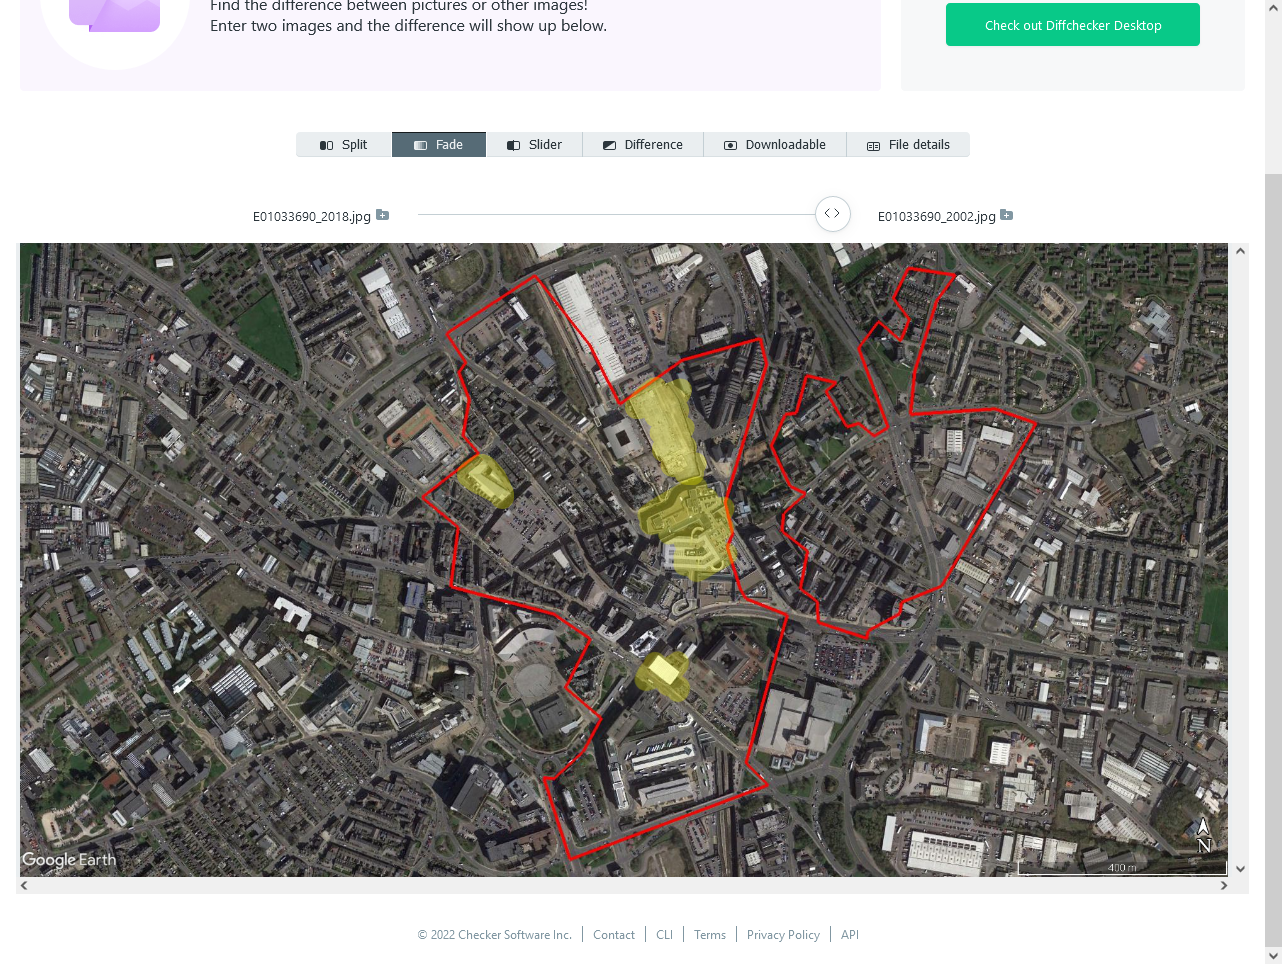 Find the difference between pictures or other images!
Enter two images and the difference will show up below.
Check out Diffchecker Desktop
Split
Fade
Slider
Difference
Downloadable
File details
E01033690_2018.jpg
E01033690_2002.jpg
Google Earth
N
400 m
© 2022 Checker Software Inc.
Contact
CLI
Terms
Privacy Policy
API